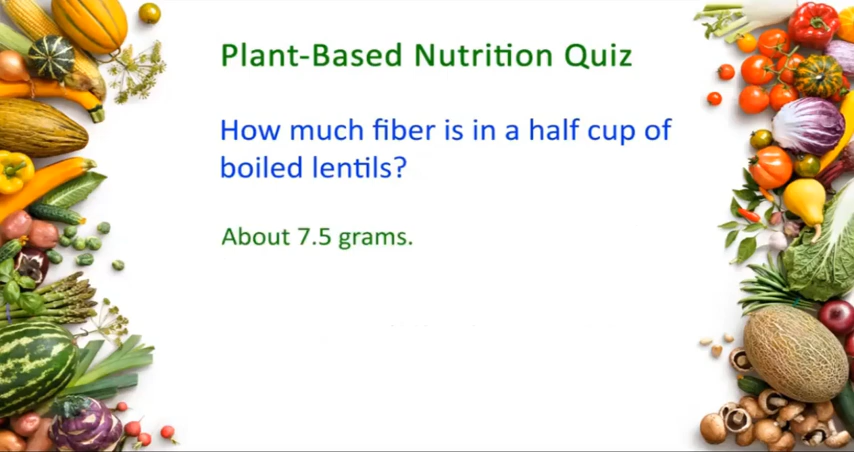 Plant-Based Nutrition Quiz
How much fiber is in a half cup of
boiled lentils?
About 7.5 grams.